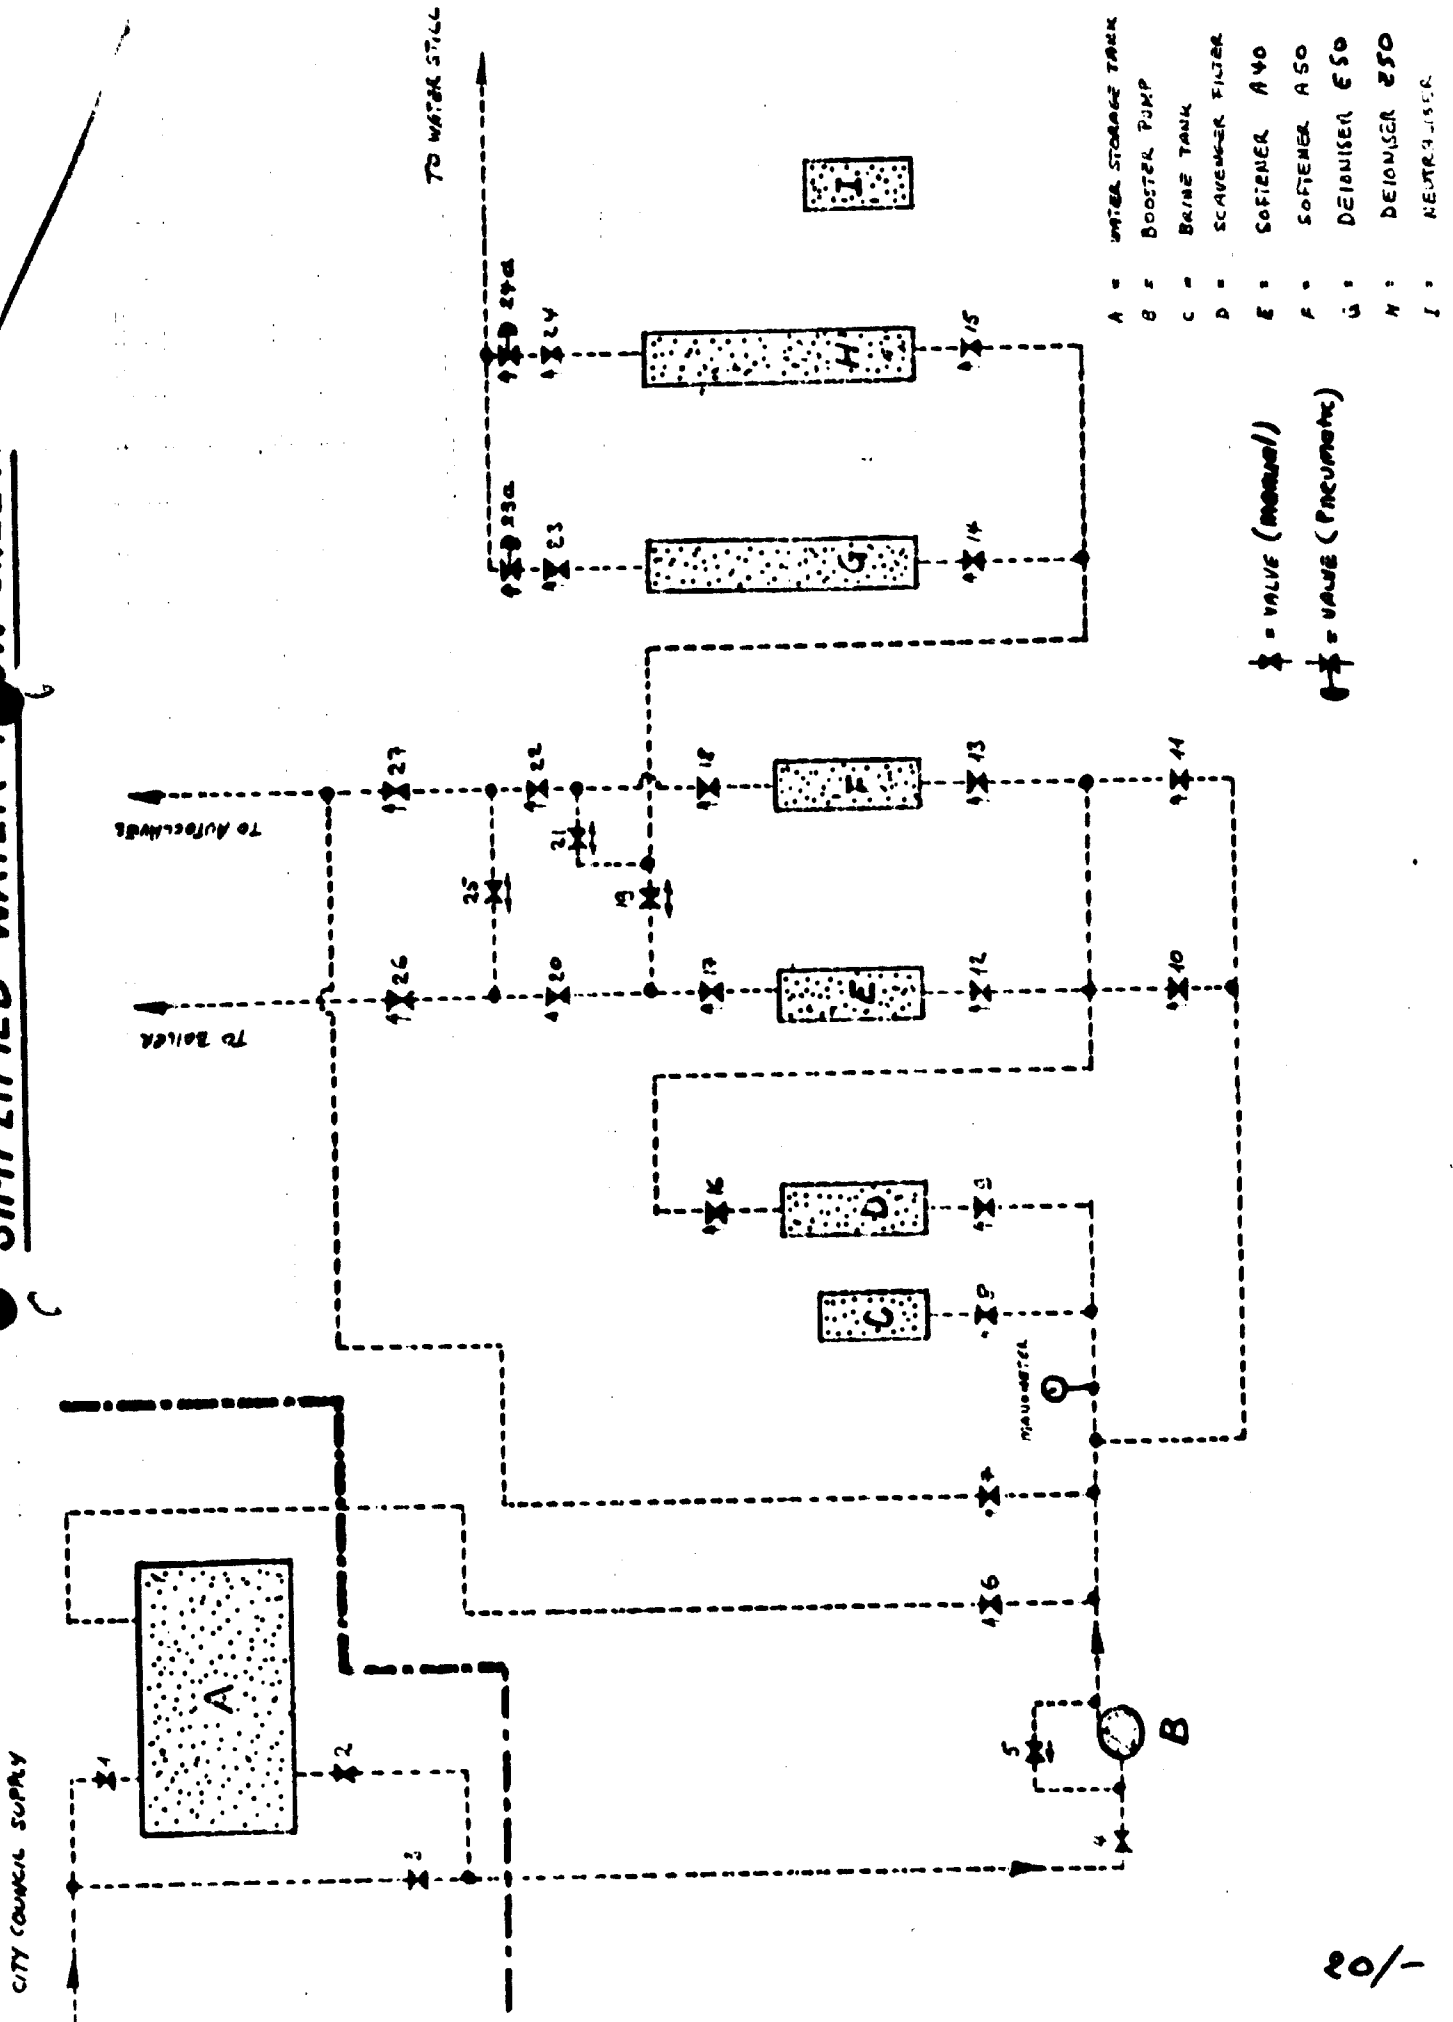 SIMPLIFIED WATER
CITY COUNCIL SUPPLY
1
A
2
3
4
5
B
6
7
MANOMETER
9
C
8
D
16
TO BOILER
TO AUTOCLAVES
26
27
25
20
22
21
19
17
18
E
F
12
13
10
11
TO WATER STILL
23a
24a
23
24
G
H
14
15
I
= VALVE (manual)
= VALVE (Pneumatic)
A = WATER STORAGE TANK
B = BOOSTER PUMP
C = BRINE TANK
D = SCAVENGER FILTER
E = SOFTENER A40
F = SOFTENER A50
G = DEIONISER E50
H = DEIONISER E50
I = NEUTRALISER
20/-